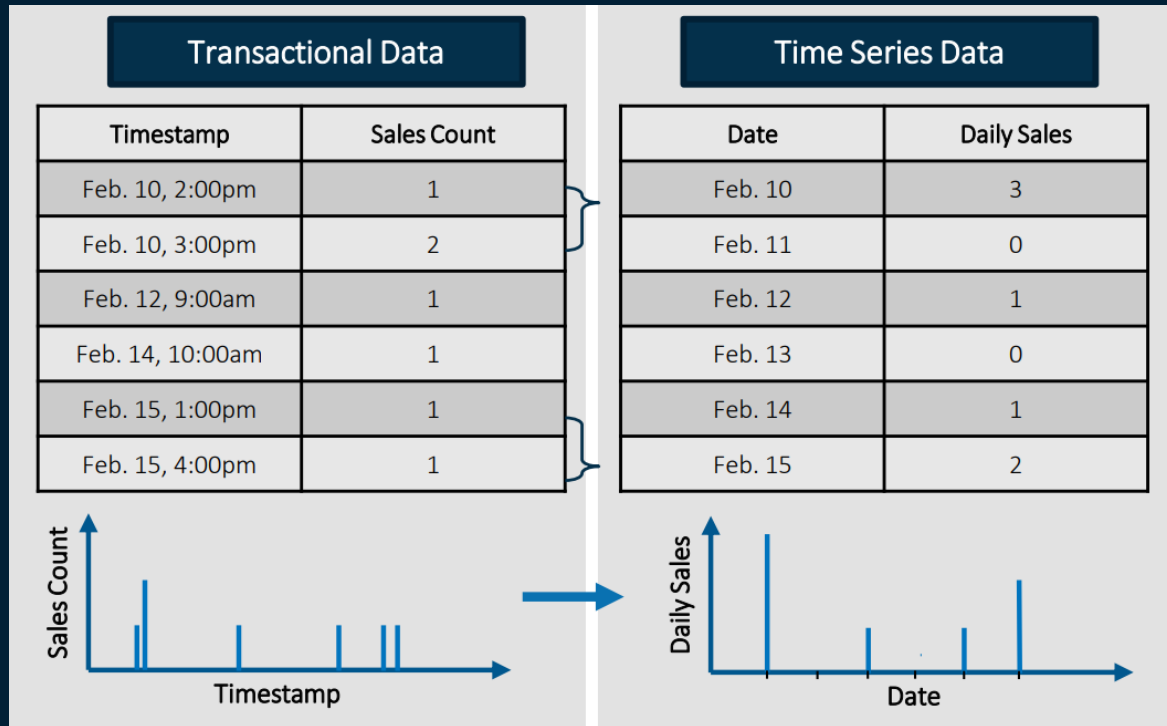 Transactional Data
Timestamp Sales Count
Feb. 10, 2:00pm 1
Feb. 10, 3:00pm 2
Feb. 12, 9:00am 1
Feb. 14, 10:00am 1
Feb. 15, 1:00pm 1
Feb. 15, 4:00pm 1
Sales Count
Timestamp
Time Series Data
Date Daily Sales
Feb. 10 3
Feb. 11 0
Feb. 12 1
Feb. 13 0
Feb. 14 1
Feb. 15 2
Daily Sales
Date